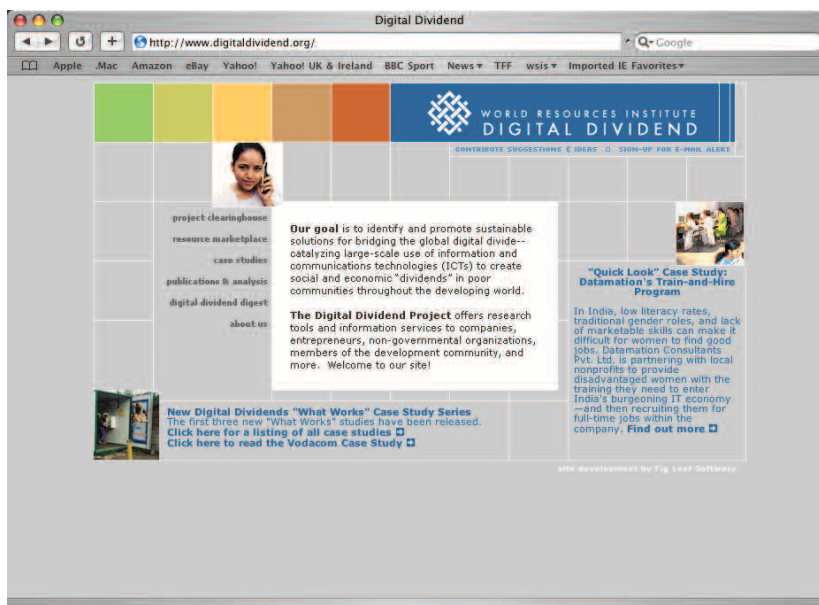 Digital Dividend
http://www.digitaldividend.org/
Google
Apple .Mac Amazon eBay Yahoo! Yahoo! UK & Ireland BBC Sport News TFF wsis Imported IE Favorites
WORLD RESOURCES INSTITUTE
DIGITAL DIVIDEND
CONTRIBUTE SUGGESTIONS & IDEAS SIGN-UP FOR E-MAIL ALERT
project clearinghouse
resource marketplace
case studies
publications & analysis
digital dividend digest
about us
Our goal is to identify and promote sustainable
solutions for bridging the global digital divide--
catalyzing large-scale use of information and
communications technologies (ICTs) to create
social and economic "dividends" in poor
communities throughout the developing world.
The Digital Dividend Project offers research
tools and information services to companies,
entrepreneurs, non-governmental organizations,
members of the development community, and
more. Welcome to our site!
"Quick Look" Case Study:
Datamation's Train-and-Hire
Program
In India, low literacy rates,
traditional gender roles, and lack
of marketable skills can make it
difficult for women to find good
jobs. Datamation Consultants
Pvt. Ltd. is partnering with local
nonprofits to provide
disadvantaged women with the
training they need to enter
India's burgeoning IT economy
—and then recruiting them for
full-time jobs within the
company. Find out more
New Digital Dividends "What Works" Case Study Series
The first three new "What Works" studies have been released.
Click here for a listing of all case studies
Click here to read the Vodacom Case Study
site development by Fig Leaf Software